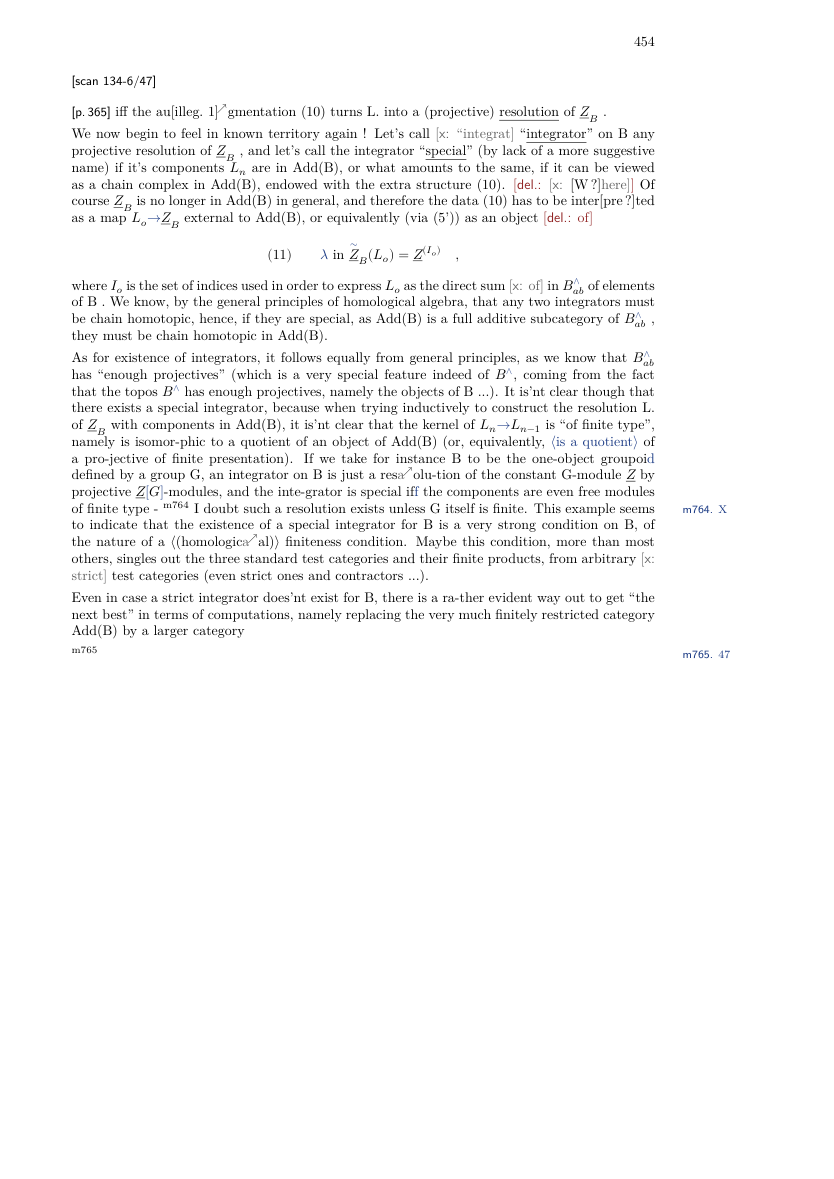 454
[scan 134-6/47]
[p. 365] iff the au[illeg. 1]↗gmentation (10) turns L. into a (projective) resolution of Z_B .
We now begin to feel in known territory again ! Let's call [x: “integrat] “integrator” on B any
projective resolution of Z_B , and let's call the integrator “special” (by lack of a more suggestive
name) if it's components L_n are in Add(B), or what amounts to the same, if it can be viewed
as a chain complex in Add(B), endowed with the extra structure (10). [del.: [x: [W ?]here]] Of
course Z_B is no longer in Add(B) in general, and therefore the data (10) has to be inter[pre ?]ted
as a map L_o→Z_B external to Add(B), or equivalently (via (5')) as an object [del.: of]
(11) λ in Z̃_B(L_o) = Z^(I_o) ,
where I_o is the set of indices used in order to express L_o as the direct sum [x: of] in B^∧_ab of elements
of B . We know, by the general principles of homological algebra, that any two integrators must
be chain homotopic, hence, if they are special, as Add(B) is a full additive subcategory of B^∧_ab ,
they must be chain homotopic in Add(B).
As for existence of integrators, it follows equally from general principles, as we know that B^∧_ab
has “enough projectives” (which is a very special feature indeed of B^∧, coming from the fact
that the topos B^∧ has enough projectives, namely the objects of B ...). It is'nt clear though that
there exists a special integrator, because when trying inductively to construct the resolution L.
of Z_B with components in Add(B), it is'nt clear that the kernel of L_n→L_{n−1} is “of finite type”,
namely is isomor-phic to a quotient of an object of Add(B) (or, equivalently, ⟨is a quotient⟩ of
a pro-jective of finite presentation). If we take for instance B to be the one-object groupoid
defined by a group G, an integrator on B is just a resa↗olu-tion of the constant G-module Z by
projective Z[G]-modules, and the inte-grator is special iff the components are even free modules
of finite type - m764 I doubt such a resolution exists unless G itself is finite. This example seems
m764. X
to indicate that the existence of a special integrator for B is a very strong condition on B, of
the nature of a ⟨(homologica↗al)⟩ finiteness condition. Maybe this condition, more than most
others, singles out the three standard test categories and their finite products, from arbitrary [x:
strict] test categories (even strict ones and contractors ...).
Even in case a strict integrator does'nt exist for B, there is a ra-ther evident way out to get “the
next best” in terms of computations, namely replacing the very much finitely restricted category
Add(B) by a larger category
m765
m765. 47